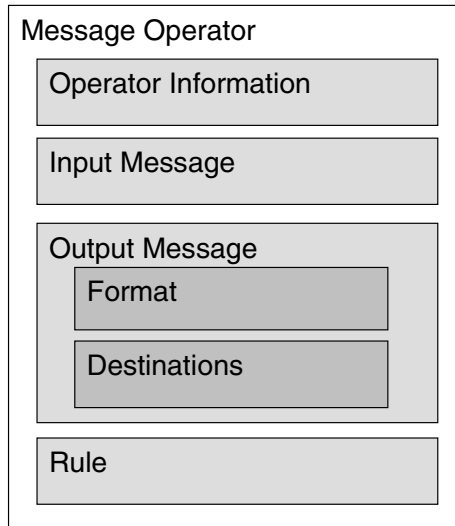 Message Operator
Operator Information
Input Message
Output Message
Format
Destinations
Rule